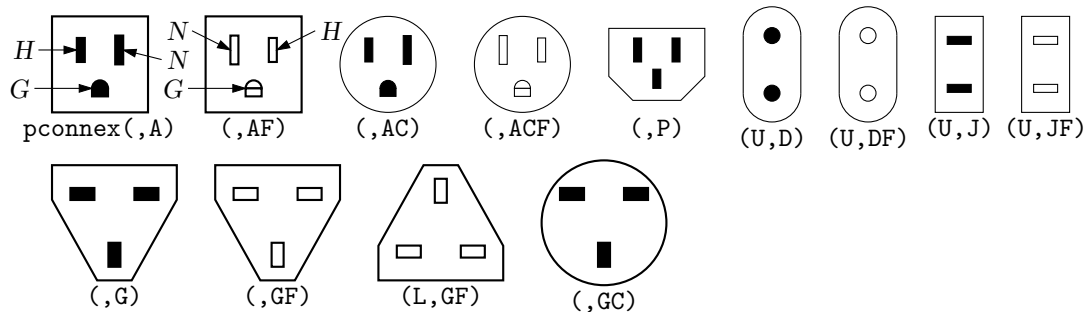 H N G N H G
pconnex(,A) (,AF) (,AC) (,ACF) (,P) (U,D) (U,DF) (U,J) (U,JF)
(,G) (,GF) (L,GF) (,GC)